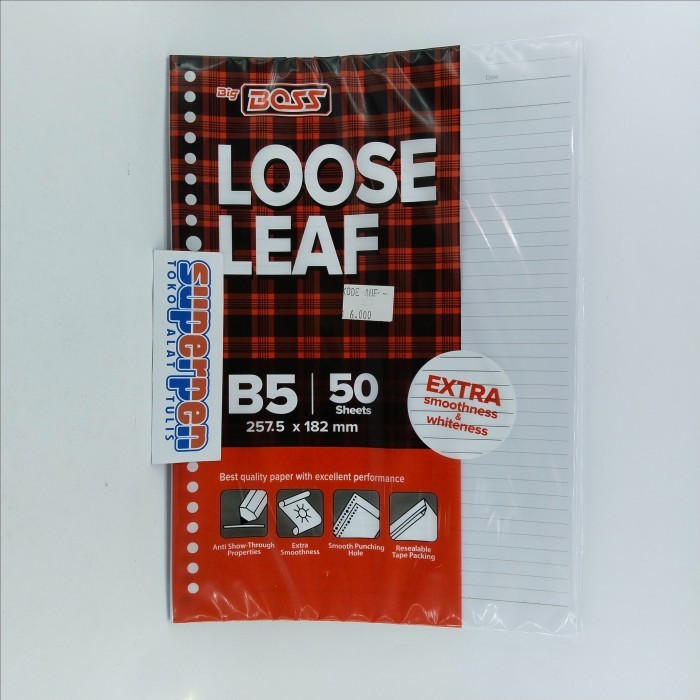 Big BOSS
LOOSE
LEAF
KODE
6.000
superpen
TOKO ALAT TULIS
B5 | 50
Sheets
257.5 x 182 mm
EXTRA
smoothness
&
whiteness
Best quality paper with excellent performance
Anti Show-Through
Properties
Extra
Smoothness
Smooth Punching
Hole
Resealable
Tape Packing
Date